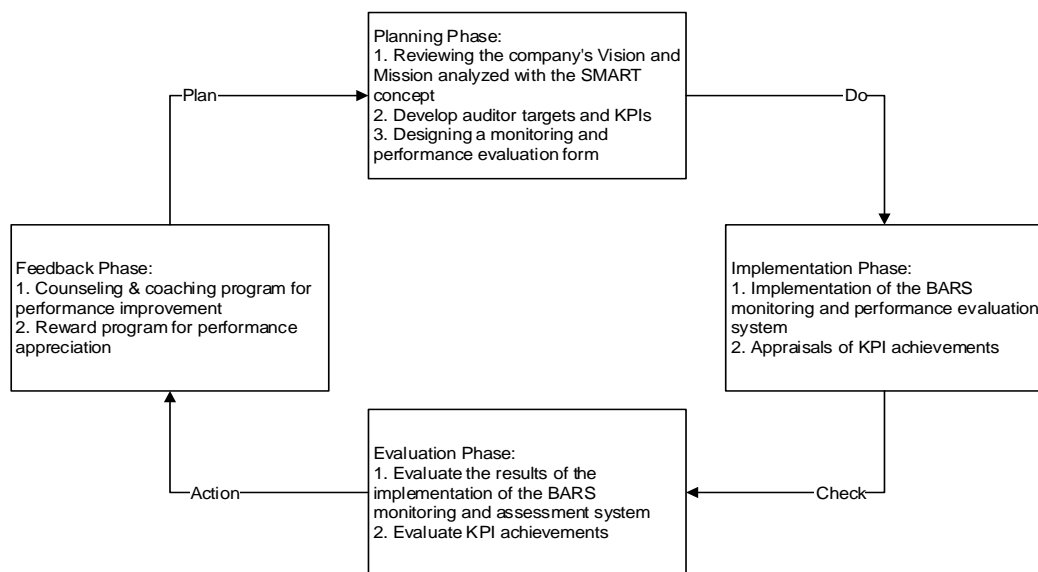 Planning Phase:
1. Reviewing the company's Vision and
Mission analyzed with the SMART
concept
2. Develop auditor targets and KPIs
3. Designing a monitoring and
performance evaluation form
Plan
Do
Feedback Phase:
1. Counseling & coaching program for
performance improvement
2. Reward program for performance
appreciation
Implementation Phase:
1. Implementation of the BARS
monitoring and performance evaluation
system
2. Appraisals of KPI achievements
Evaluation Phase:
1. Evaluate the results of the
implementation of the BARS
monitoring and assessment system
2. Evaluate KPI achievements
Action
Check